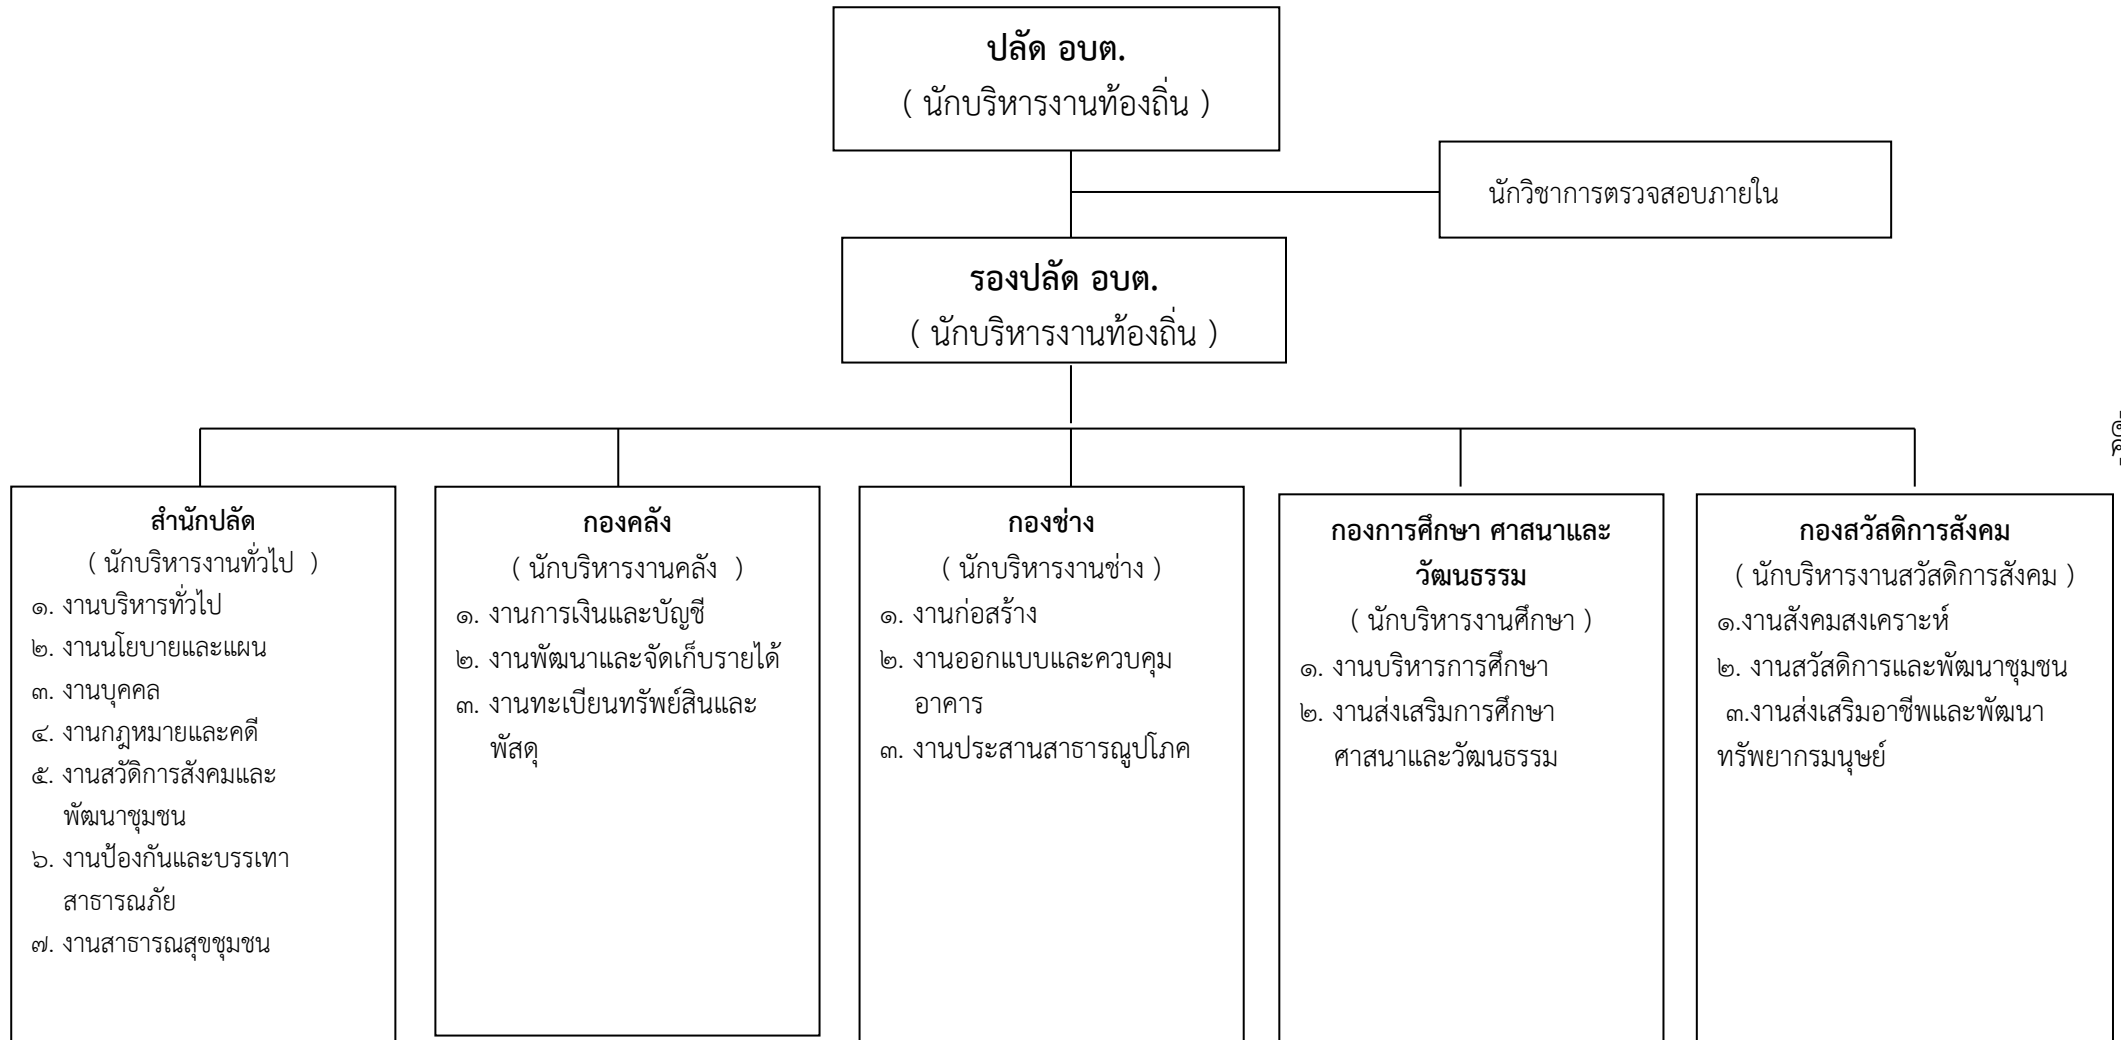 ปลัด อบต.
( นักบริหารงานท้องถิ่น )
นักวิชาการตรวจสอบภายใน
รองปลัด อบต.
( นักบริหารงานท้องถิ่น )
สำนักปลัด
( นักบริหารงานทั่วไป )
๑. งานบริหารทั่วไป
๒. งานนโยบายและแผน
๓. งานบุคคล
๔. งานกฎหมายและคดี
๕. งานสวัดิการสังคมและ
พัฒนาชุมชน
๖. งานป้องกันและบรรเทา
สาธารณภัย
๗. งานสาธารณสุขชุมชน
กองคลัง
( นักบริหารงานคลัง )
๑. งานการเงินและบัญชี
๒. งานพัฒนาและจัดเก็บรายได้
๓. งานทะเบียนทรัพย์สินและ
พัสดุ
กองช่าง
( นักบริหารงานช่าง )
๑. งานก่อสร้าง
๒. งานออกแบบและควบคุม
อาคาร
๓. งานประสานสาธารณูปโภค
กองการศึกษา ศาสนาและ
วัฒนธรรม
( นักบริหารงานศึกษา )
๑. งานบริหารการศึกษา
๒. งานส่งเสริมการศึกษา
ศาสนาและวัฒนธรรม
กองสวัสดิการสังคม
( นักบริหารงานสวัสดิการสังคม )
๑.งานสังคมสงเคราะห์
๒. งานสวัสดิการและพัฒนาชุมชน
๓.งานส่งเสริมอาชีพและพัฒนา
ทรัพยากรมนุษย์